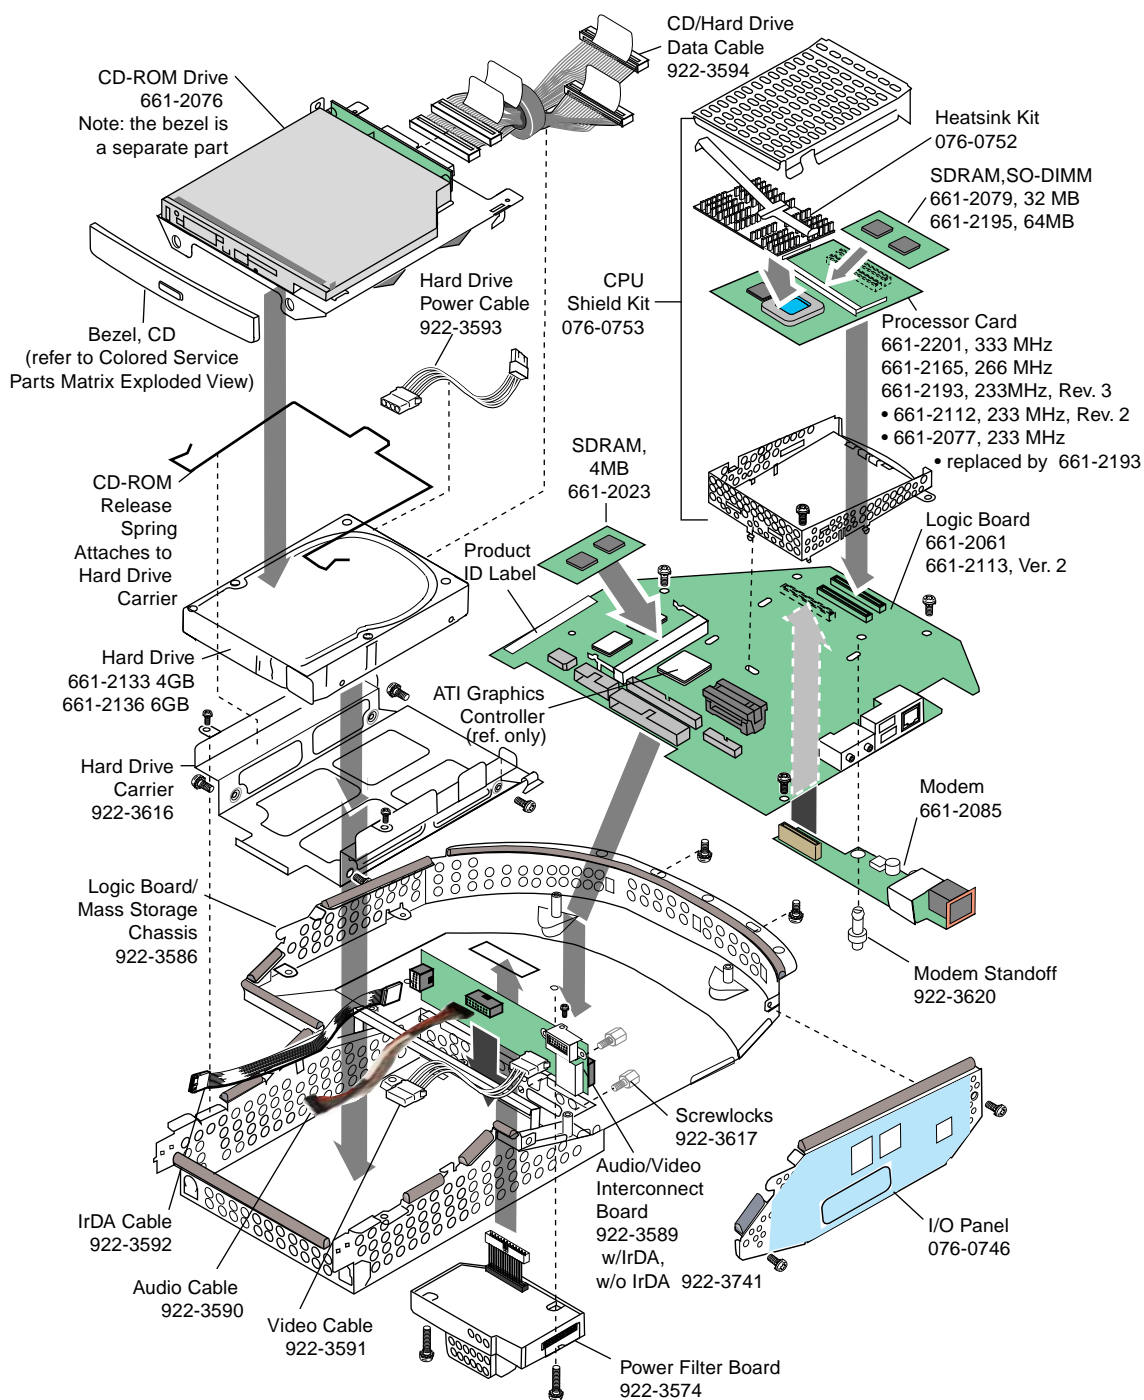 CD/Hard Drive
Data Cable
922-3594
CD-ROM Drive
661-2076
Note: the bezel is
a separate part
Heatsink Kit
076-0752
SDRAM,SO-DIMM
661-2079, 32 MB
661-2195, 64MB
Hard Drive
Power Cable
922-3593
CPU
Shield Kit
076-0753
Bezel, CD
(refer to Colored Service
Parts Matrix Exploded View)
Processor Card
661-2201, 333 MHz
661-2165, 266 MHz
661-2193, 233MHz, Rev. 3
• 661-2112, 233 MHz, Rev. 2
• 661-2077, 233 MHz
• replaced by 661-2193
SDRAM,
4MB
661-2023
CD-ROM
Release
Spring
Attaches to
Hard Drive
Carrier
Logic Board
661-2061
661-2113, Ver. 2
Product
ID Label
Hard Drive
661-2133 4GB
661-2136 6GB
ATI Graphics
Controller
(ref. only)
Hard Drive
Carrier
922-3616
Modem
661-2085
Logic Board/
Mass Storage
Chassis
922-3586
Modem Standoff
922-3620
Screwlocks
922-3617
Audio/Video
Interconnect
Board
922-3589
w/IrDA,
w/o IrDA 922-3741
I/O Panel
076-0746
IrDA Cable
922-3592
Audio Cable
922-3590
Video Cable
922-3591
Power Filter Board
922-3574